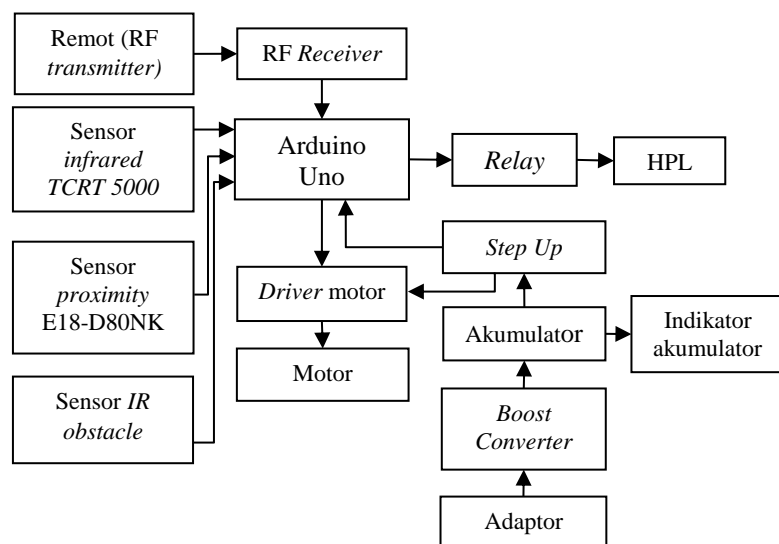 Remot (RF
transmitter)
RF Receiver
Sensor
infrared
TCRT 5000
Arduino
Uno
Relay
HPL
Sensor
proximity
E18-D80NK
Step Up
Driver motor
Akumulator
Indikator
akumulator
Motor
Sensor IR
obstacle
Boost
Converter
Adaptor